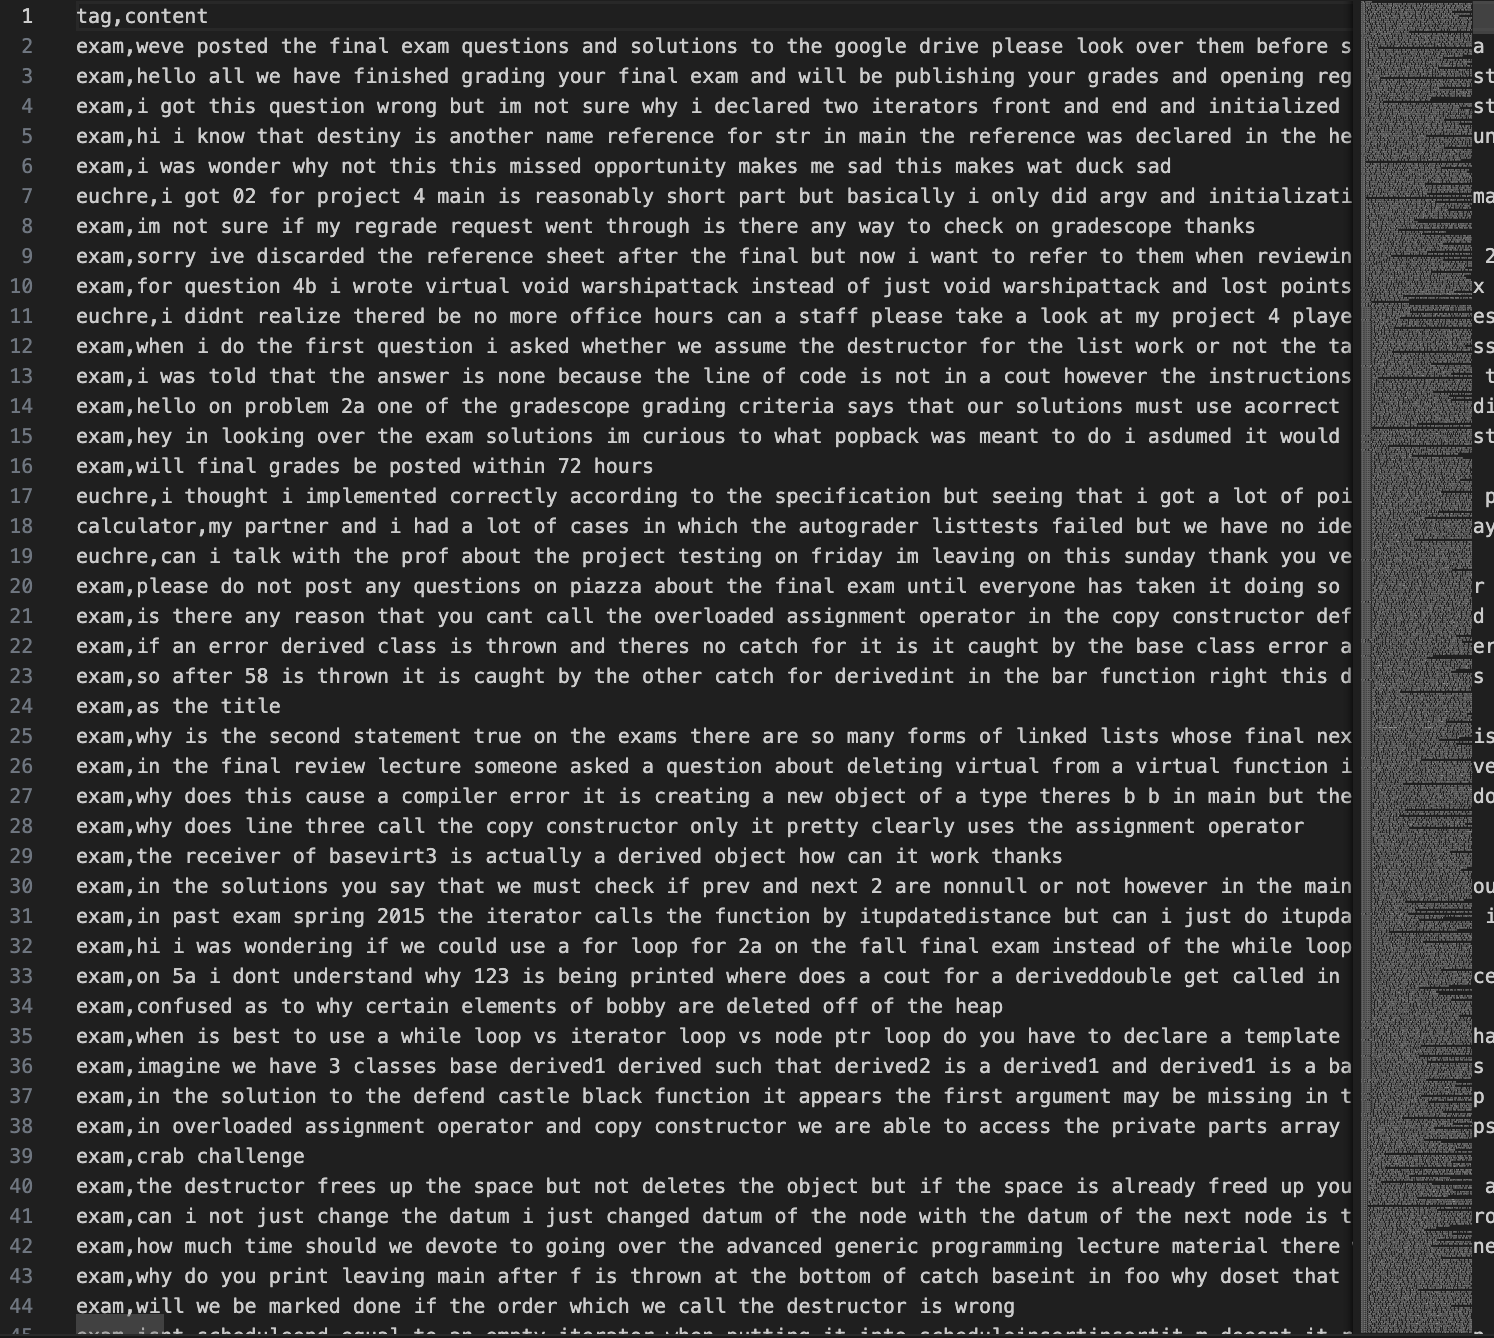 1 tag,content
2 exam,weve posted the final exam questions and solutions to the google drive please look over them before s a
3 exam,hello all we have finished grading your final exam and will be publishing your grades and opening reg st
4 exam,i got this question wrong but im not sure why i declared two iterators front and end and initialized st
5 exam,hi i know that destiny is another name reference for str in main the reference was declared in the he un
6 exam,i was wonder why not this this missed opportunity makes me sad this makes wat duck sad
7 euchre,i got 02 for project 4 main is reasonably short part but basically i only did argv and initializati ma
8 exam,im not sure if my regrade request went through is there any way to check on gradescope thanks
9 exam,sorry ive discarded the reference sheet after the final but now i want to refer to them when reviewin 2
10 exam,for question 4b i wrote virtual void warshipattack instead of just void warshipattack and lost points x
11 euchre,i didnt realize thered be no more office hours can a staff please take a look at my project 4 playe es
12 exam,when i do the first question i asked whether we assume the destructor for the list work or not the ta ss
13 exam,i was told that the answer is none because the line of code is not in a cout however the instructions t
14 exam,hello on problem 2a one of the gradescope grading criteria says that our solutions must use acorrect di
15 exam,hey in looking over the exam solutions im curious to what popback was meant to do i asdumed it would st
16 exam,will final grades be posted within 72 hours
17 euchre,i thought i implemented correctly according to the specification but seeing that i got a lot of poi p
18 calculator,my partner and i had a lot of cases in which the autograder listtests failed but we have no ide ay
19 euchre,can i talk with the prof about the project testing on friday im leaving on this sunday thank you ve
20 exam,please do not post any questions on piazza about the final exam until everyone has taken it doing so r
21 exam,is there any reason that you cant call the overloaded assignment operator in the copy constructor def d
22 exam,if an error derived class is thrown and theres no catch for it is it caught by the base class error a er
23 exam,so after 58 is thrown it is caught by the other catch for derivedint in the bar function right this d s
24 exam,as the title
25 exam,why is the second statement true on the exams there are so many forms of linked lists whose final nex is
26 exam,in the final review lecture someone asked a question about deleting virtual from a virtual function i ve
27 exam,why does this cause a compiler error it is creating a new object of a type theres b b in main but the do
28 exam,why does line three call the copy constructor only it pretty clearly uses the assignment operator
29 exam,the receiver of basevirt3 is actually a derived object how can it work thanks
30 exam,in the solutions you say that we must check if prev and next 2 are nonnull or not however in the main ou
31 exam,in past exam spring 2015 the iterator calls the function by itupdatedistance but can i just do itupda i
32 exam,hi i was wondering if we could use a for loop for 2a on the fall final exam instead of the while loop
33 exam,on 5a i dont understand why 123 is being printed where does a cout for a deriveddouble get called in ce
34 exam,confused as to why certain elements of bobby are deleted off of the heap
35 exam,when is best to use a while loop vs iterator loop vs node ptr loop do you have to declare a template ha
36 exam,imagine we have 3 classes base derived1 derived such that derived2 is a derived1 and derived1 is a ba s
37 exam,in the solution to the defend castle black function it appears the first argument may be missing in t p
38 exam,in overloaded assignment operator and copy constructor we are able to access the private parts array ps
39 exam,crab challenge
40 exam,the destructor frees up the space but not deletes the object but if the space is already freed up you a
41 exam,can i not just change the datum i just changed datum of the node with the datum of the next node is t ro
42 exam,how much time should we devote to going over the advanced generic programming lecture material there ne
43 exam,why do you print leaving main after f is thrown at the bottom of catch baseint in foo why doset that
44 exam,will we be marked done if the order which we call the destructor is wrong